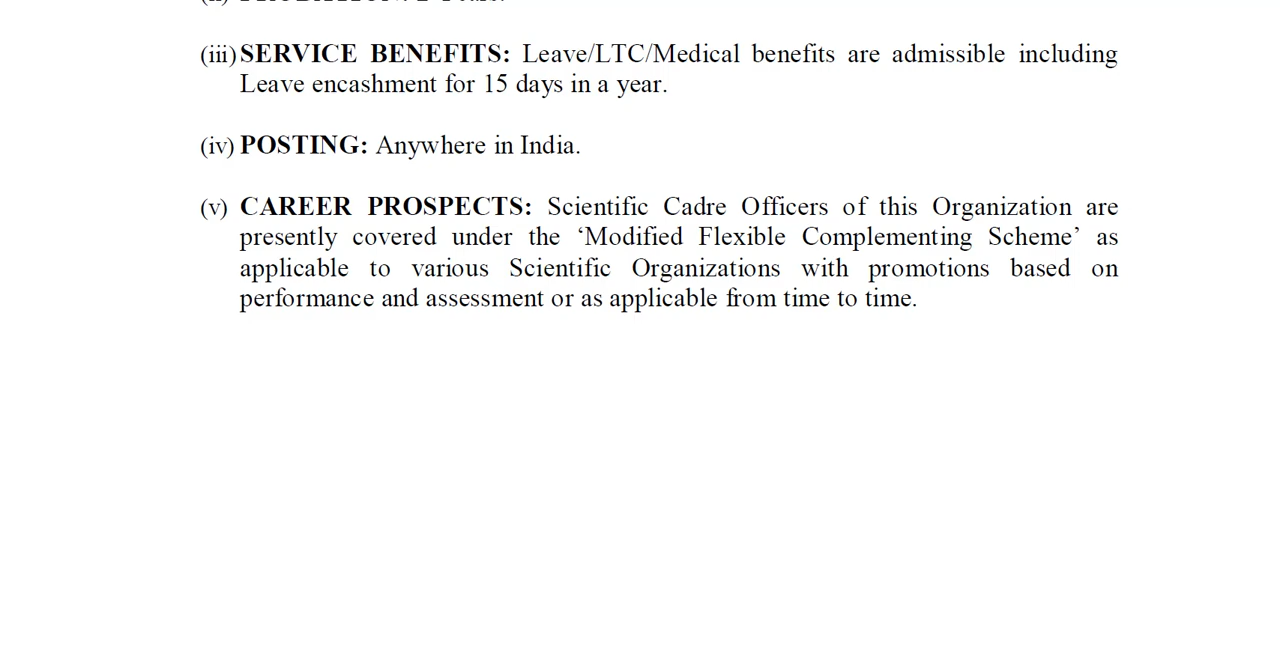 (iii) SERVICE BENEFITS: Leave/LTC/Medical benefits are admissible including
Leave encashment for 15 days in a year.
(iv) POSTING: Anywhere in India.
(v) CAREER PROSPECTS: Scientific Cadre Officers of this Organization are
presently covered under the ‘Modified Flexible Complementing Scheme’ as
applicable to various Scientific Organizations with promotions based on
performance and assessment or as applicable from time to time.